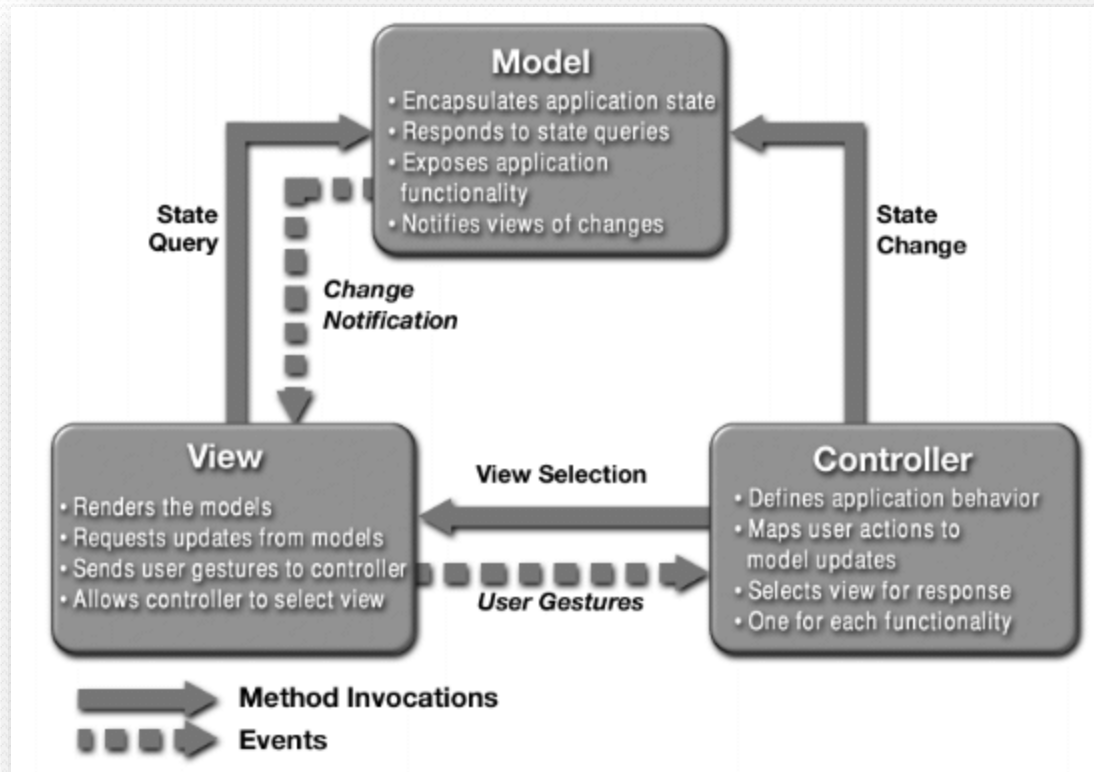 Model
• Encapsulates application state
• Responds to state queries
• Exposes application
functionality
• Notifies views of changes
State
Query
State
Change
Change
Notification
View
• Renders the models
• Requests updates from models
• Sends user gestures to controller
• Allows controller to select view
View Selection
User Gestures
Controller
• Defines application behavior
• Maps user actions to
model updates
• Selects view for response
• One for each functionality
Method Invocations
Events